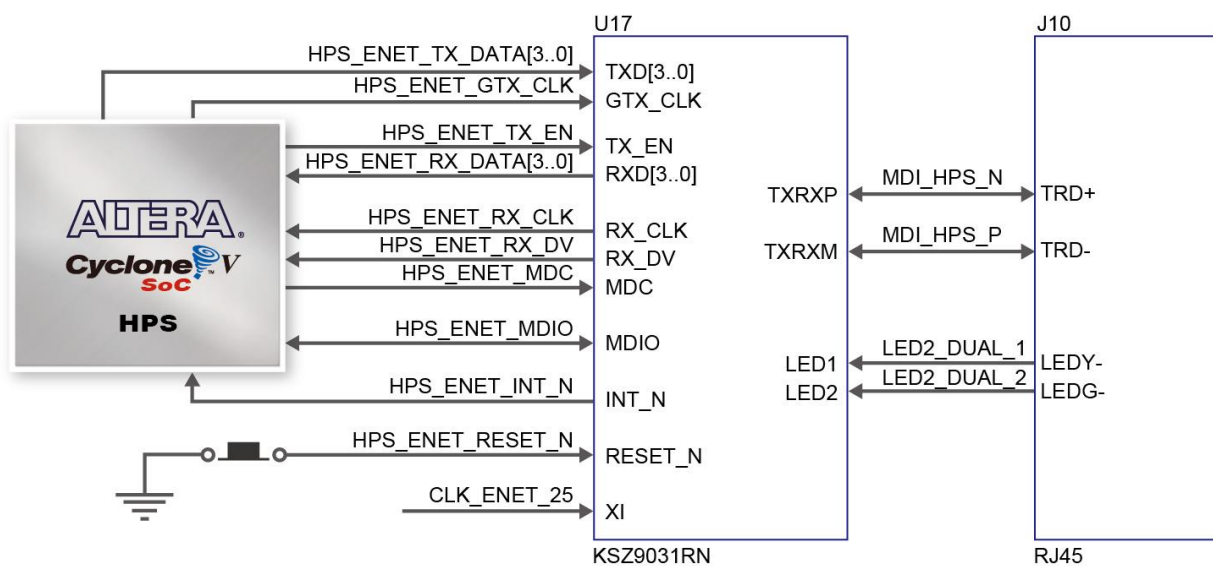 U17
J10
HPS_ENET_TX_DATA[3..0]
TXD[3..0]
HPS_ENET_GTX_CLK
GTX_CLK
HPS_ENET_TX_EN
TX_EN
HPS_ENET_RX_DATA[3..0]
RXD[3..0]
TXRXP
MDI_HPS_N
TRD+
HPS_ENET_RX_CLK
RX_CLK
HPS_ENET_RX_DV
RX_DV
TXRXM
MDI_HPS_P
TRD-
HPS_ENET_MDC
MDC
ALTERA.
Cyclone V
SoC
HPS
HPS_ENET_MDIO
MDIO
LED1
LED2_DUAL_1
LEDY-
LED2
LED2_DUAL_2
LEDG-
HPS_ENET_INT_N
INT_N
HPS_ENET_RESET_N
RESET_N
CLK_ENET_25
XI
KSZ9031RN
RJ45